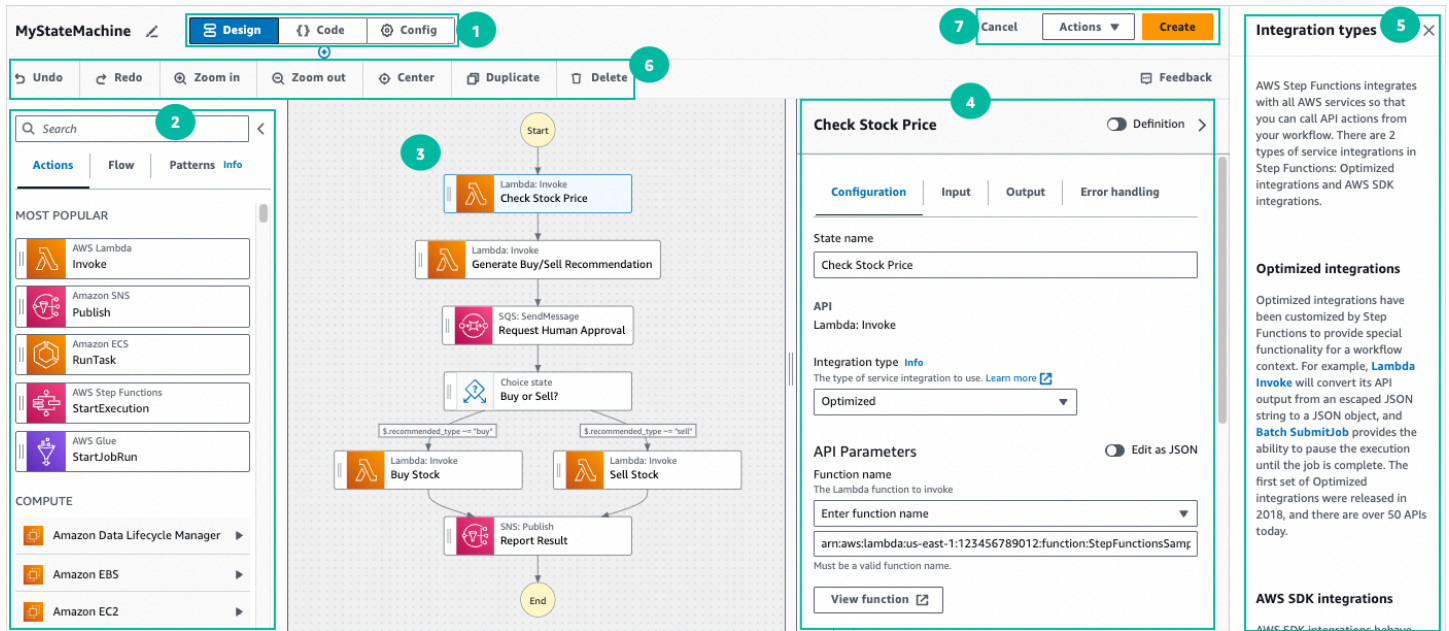 MyStateMachine
Design
{} Code
Config
1
7
Cancel
Actions
Create
Undo
Redo
Zoom in
Zoom out
Center
Duplicate
Delete
6
Feedback
2
Search
Actions
Flow
Patterns
Info
MOST POPULAR
AWS Lambda
Invoke
Amazon SNS
Publish
Amazon ECS
RunTask
AWS Step Functions
StartExecution
AWS Glue
StartJobRun
COMPUTE
Amazon Data Lifecycle Manager
Amazon EBS
Amazon EC2
3
Start
Lambda: Invoke
Check Stock Price
Lambda: Invoke
Generate Buy/Sell Recommendation
SQS: SendMessage
Request Human Approval
Choice state
Buy or Sell?
$.recommended_type == "buy"
$.recommended_type == "sell"
Lambda: Invoke
Buy Stock
Lambda: Invoke
Sell Stock
SNS: Publish
Report Result
End
4
Check Stock Price
Definition
Configuration
Input
Output
Error handling
State name
Check Stock Price
API
Lambda: Invoke
Integration type Info
The type of service integration to use. Learn more
Optimized
API Parameters
Edit as JSON
Function name
The Lambda function to invoke
Enter function name
arn:aws:lambda:us-east-1:123456789012:function:StepFunctionsSamp
Must be a valid function name.
View function
5
Integration types
AWS Step Functions integrates
with all AWS services so that
you can call API actions from
your workflow. There are 2
types of service integrations in
Step Functions: Optimized
integrations and AWS SDK
integrations.
Optimized integrations
Optimized integrations have
been customized by Step
Functions to provide special
functionality for a workflow
context. For example, Lambda
Invoke will convert its API
output from an escaped JSON
string to a JSON object, and
Batch SubmitJob provides the
ability to pause the execution
until the job is complete. The
first set of Optimized
integrations were released in
2018, and there are over 50 APIs
today.
AWS SDK integrations
AWS SDK integrations behave